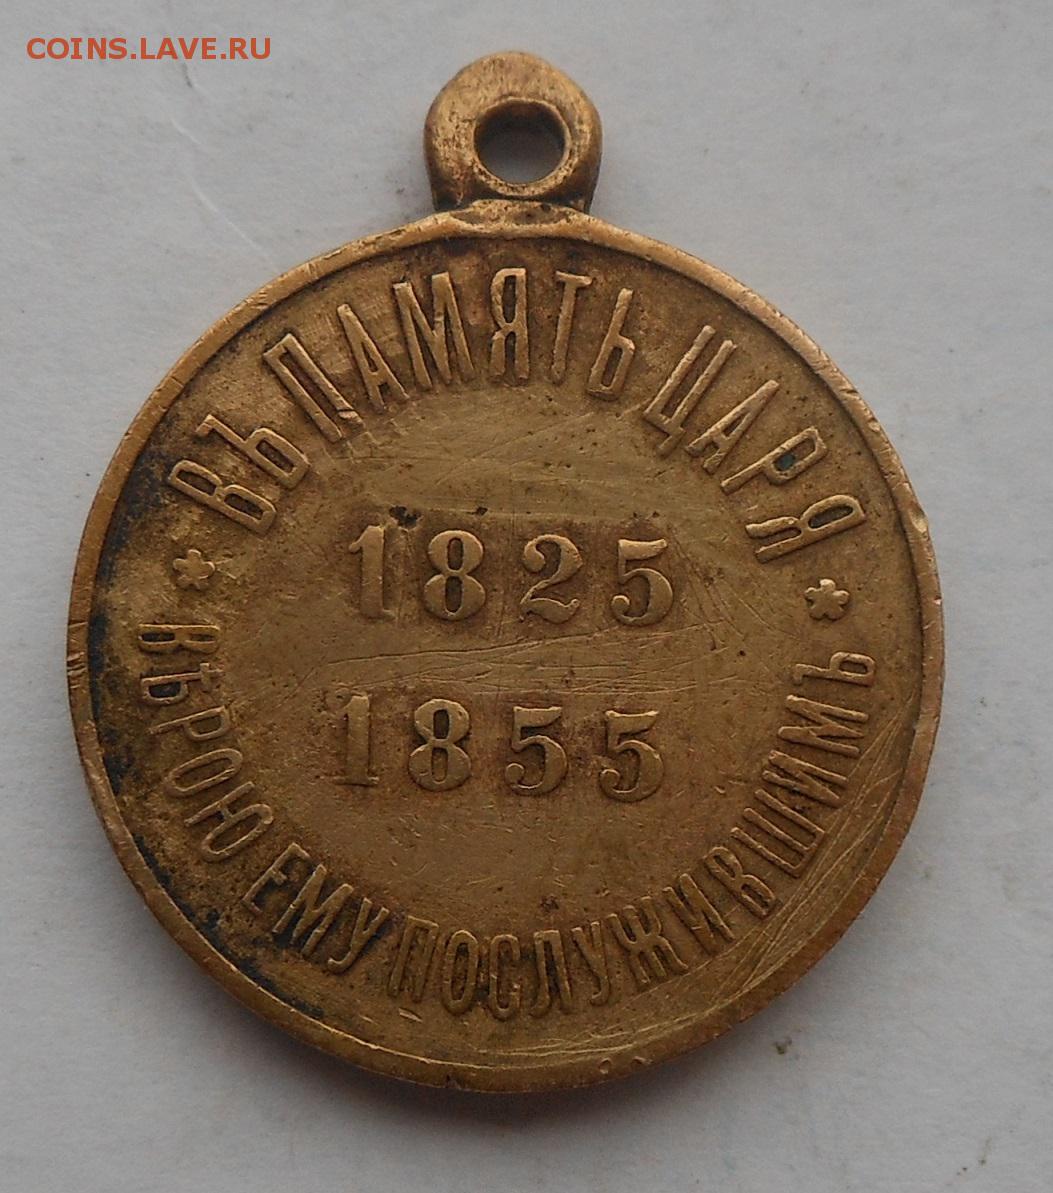 COINS.LAVE.RU
ВЪ ПАМЯТЬ ЦАРЯ
1825
1855
* ВѢРОЮ ЕМУ ПОСЛУЖИВШИМЪ *